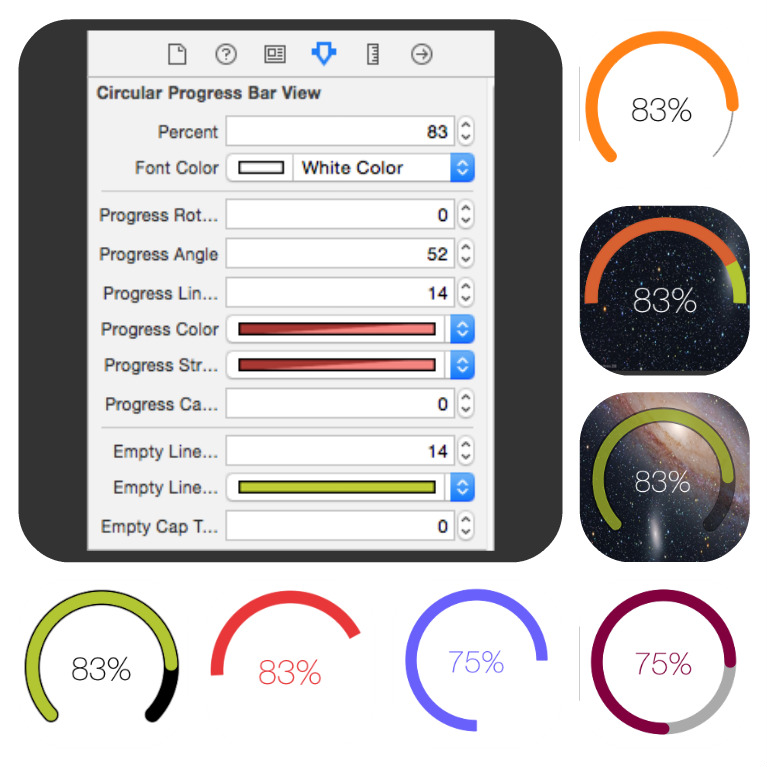 Circular Progress Bar View
Percent 83
Font Color White Color
Progress Rot... 0
Progress Angle 52
Progress Lin... 14
Progress Color
Progress Str...
Progress Ca... 0
Empty Line... 14
Empty Line...
Empty Cap T... 0
83%
83%
83%
83%
83%
75%
75%